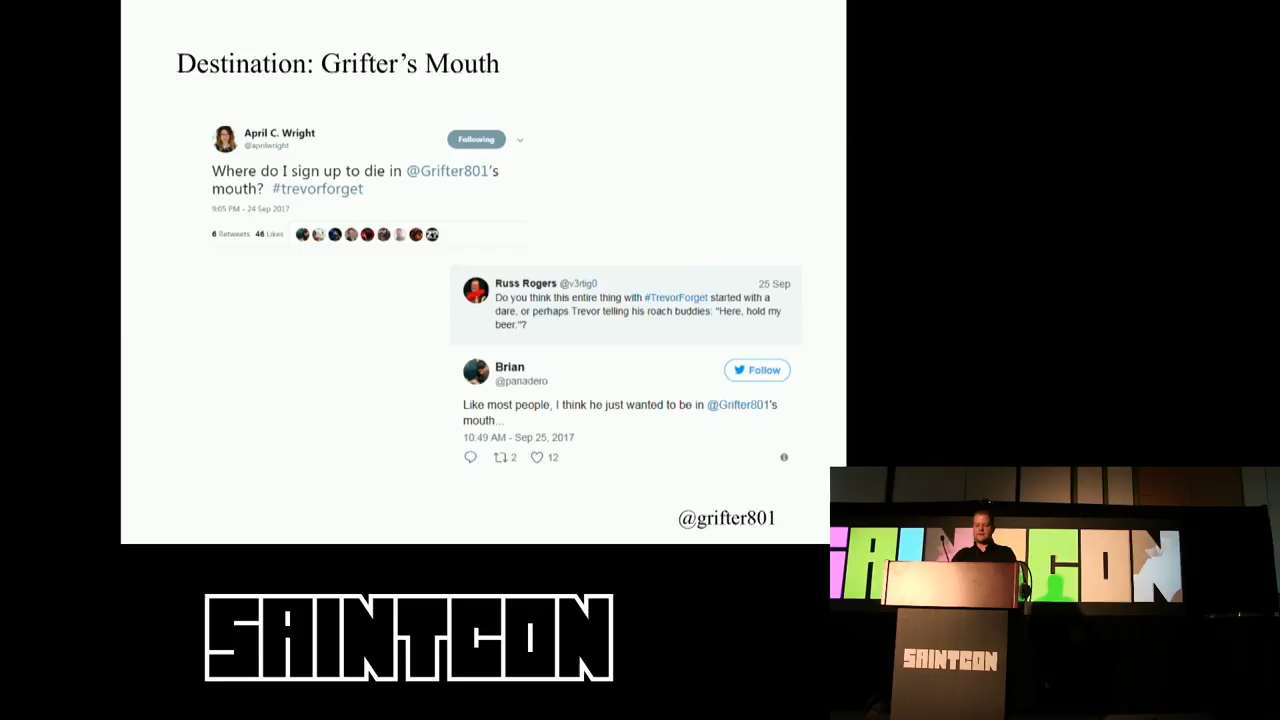 Destination: Grifter's Mouth
April C. Wright
@aprilwright
Following
Where do I sign up to die in @Grifter801's
mouth? #trevorforget
9:05 PM - 24 Sep 2017
6 Retweets 46 Likes
Russ Rogers @v3rtig0
25 Sep
Do you think this entire thing with #TrevorForget started with a
dare, or perhaps Trevor telling his roach buddies: "Here, hold my
beer."?
Brian
@panadero
Follow
Like most people, I think he just wanted to be in @Grifter801's
mouth...
10:49 AM - Sep 25, 2017
2 12
@grifter801
SAINTCON
SAINTCON
SAINTCON